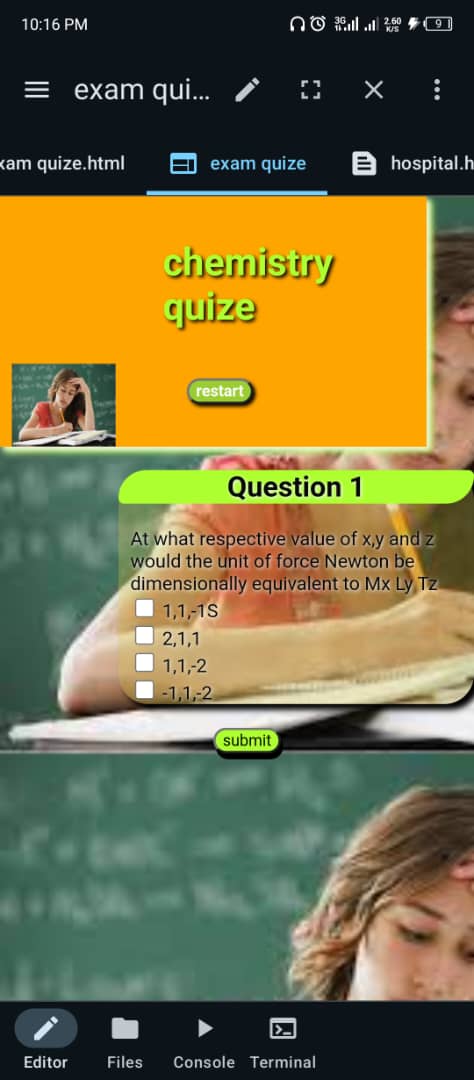 10:16 PM
3G
2.60
K/S
9
exam qui...
xam quize.html
exam quize
hospital.h
chemistry
quize
restart
Question 1
At what respective value of x,y and z
would the unit of force Newton be
dimensionally equivalent to Mx Ly Tz
1,1,-1S
2,1,1
1,1,-2
-1,1,-2
submit
Editor
Files
Console
Terminal